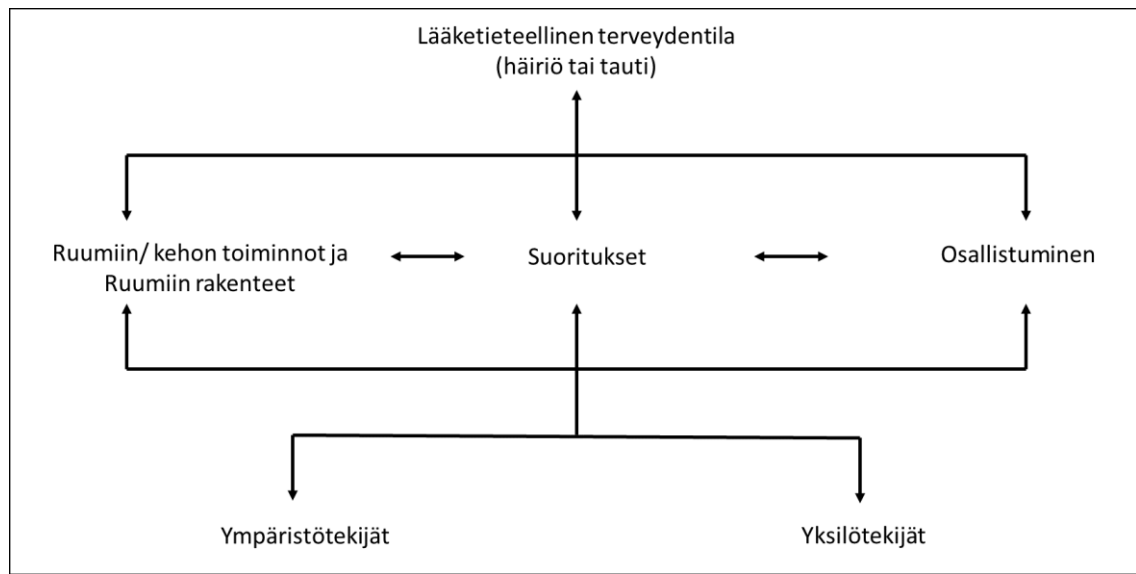 Lääketieteellinen terveydentila
(häiriö tai tauti)
Ruumiin/ kehon toiminnot ja
Ruumiin rakenteet
Suoritukset
Osallistuminen
Ympäristötekijät
Yksilötekijät